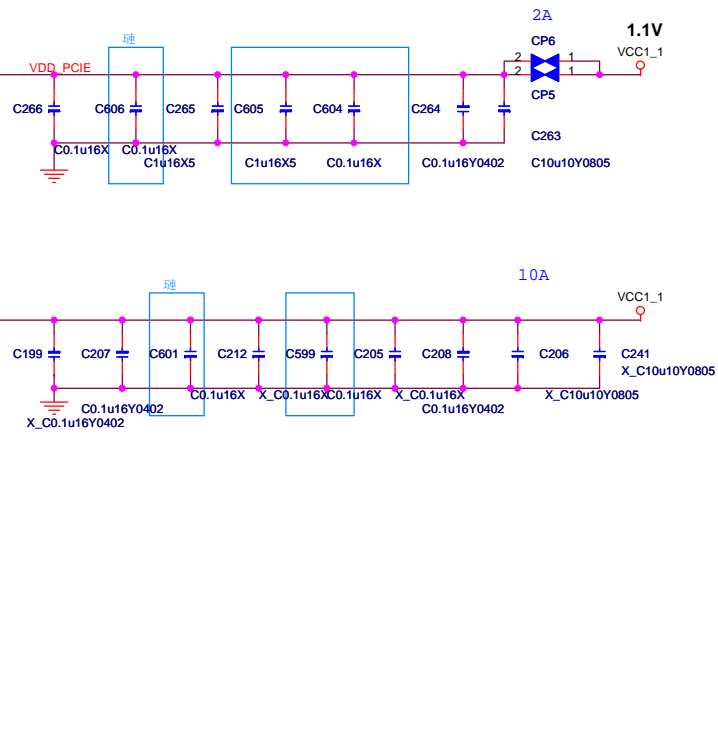 2A
1.1V
璉
CP6
VCC1_1
2
1
VDD_PCIE
2
1
CP5
C266
C606
C265
C605
C604
C264
C263
C0.1u16X
C0.1u16X
C1u16X5
C1u16X5
C0.1u16X
C0.1u16Y0402
C10u10Y0805
10A
璉
VCC1_1
C199
C207
C601
C212
C599
C205
C208
C206
C241
X_C10u10Y0805
C0.1u16X
X_C0.1u16X
C0.1u16X
X_C0.1u16X
X_C10u10Y0805
C0.1u16Y0402
C0.1u16Y0402
X_C0.1u16Y0402